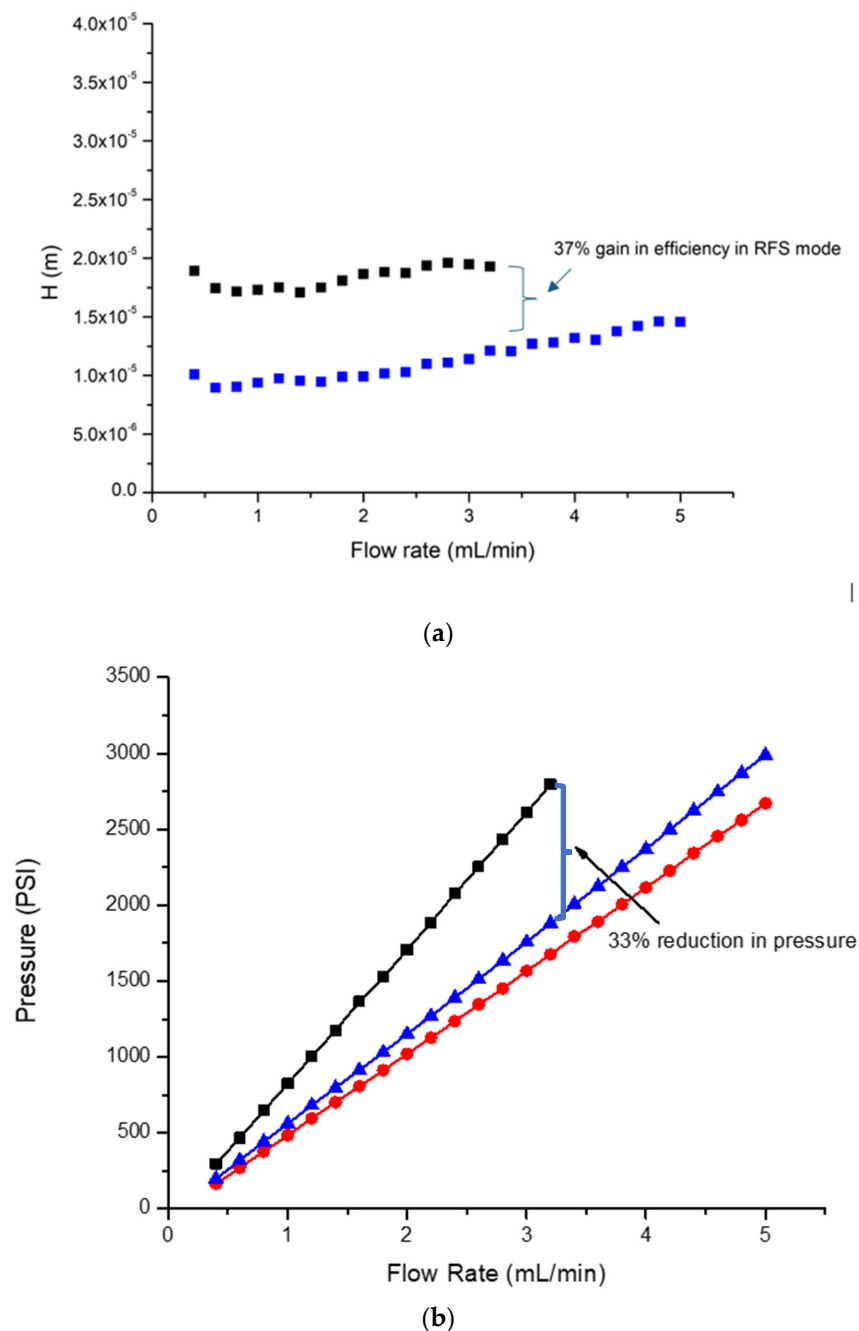 4.0x10⁻⁵
3.5x10⁻⁵
3.0x10⁻⁵
2.5x10⁻⁵
2.0x10⁻⁵
1.5x10⁻⁵
1.0x10⁻⁵
5.0x10⁻⁶
0.0
H (m)
37% gain in efficiency in RFS mode
0 1 2 3 4 5
Flow rate (mL/min)
(a)
3500
3000
2500
2000
1500
1000
500
0
Pressure (PSI)
33% reduction in pressure
0 1 2 3 4 5
Flow Rate (mL/min)
(b)